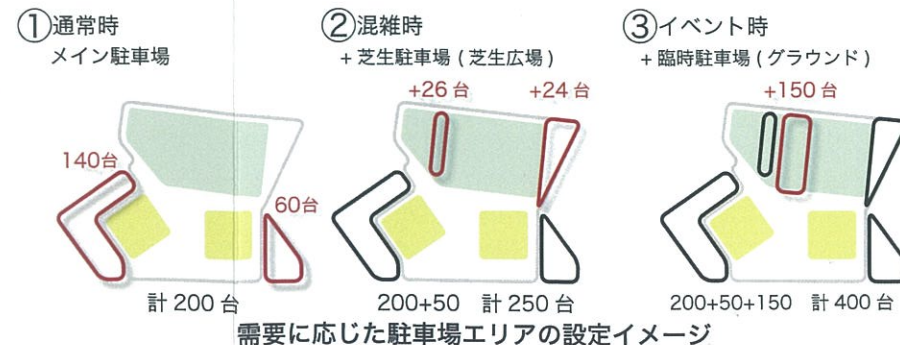 ①通常時
メイン駐車場
140台
60台
計 200 台
②混雑時
+ 芝生駐車場 ( 芝生広場 )
+26 台
+24 台
200+50 計 250 台
③イベント時
+ 臨時駐車場 ( グラウンド )
+150 台
200+50+150 計 400 台
需要に応じた駐車場エリアの設定イメージ